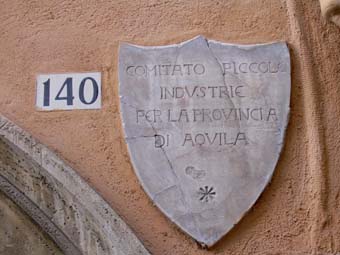 140
COMITATO PICCOLE
INDVSTRIE
PER LA PROVINCIA
DI AQVILA